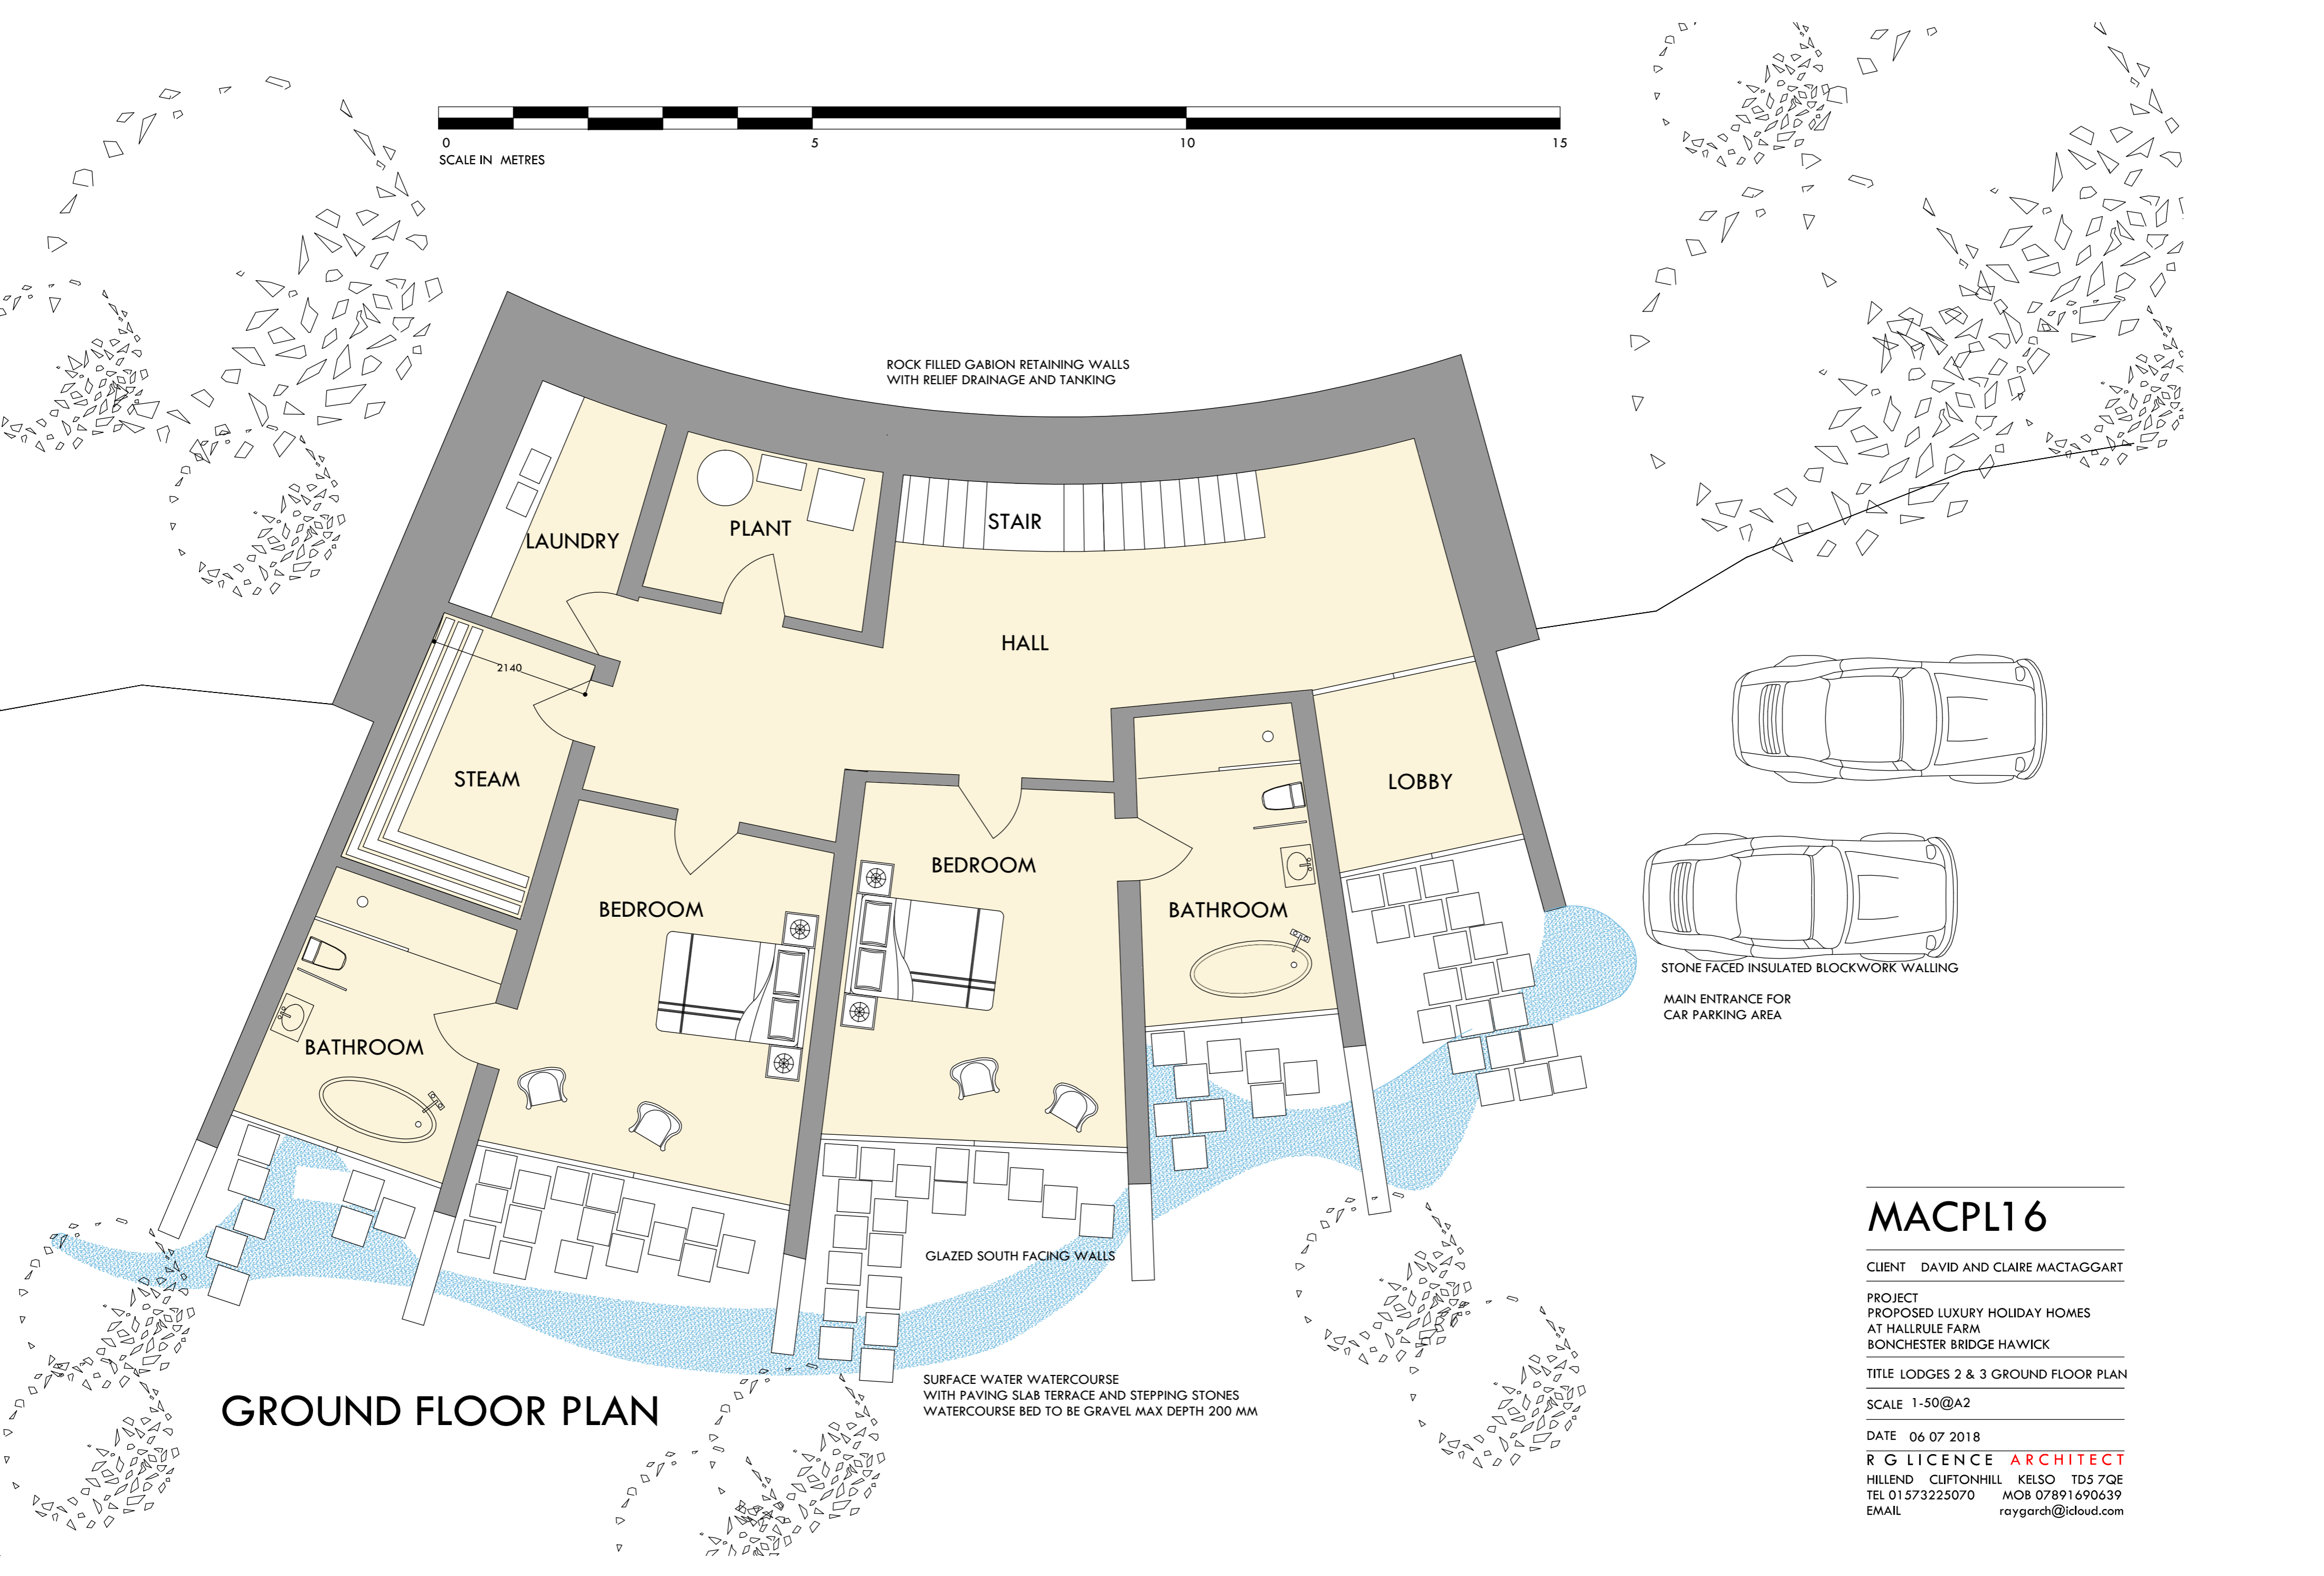 0 5 10 15
SCALE IN METRES
ROCK FILLED GABION RETAINING WALLS
WITH RELIEF DRAINAGE AND TANKING
STAIR
PLANT
LAUNDRY
HALL
2140
STEAM
LOBBY
BEDROOM
BEDROOM
BATHROOM
BATHROOM
STONE FACED INSULATED BLOCKWORK WALLING
MAIN ENTRANCE FOR
CAR PARKING AREA
GLAZED SOUTH FACING WALLS
SURFACE WATER WATERCOURSE
WITH PAVING SLAB TERRACE AND STEPPING STONES
WATERCOURSE BED TO BE GRAVEL MAX DEPTH 200 MM
GROUND FLOOR PLAN
MACPL16
CLIENT DAVID AND CLAIRE MACTAGGART
PROJECT
PROPOSED LUXURY HOLIDAY HOMES
AT HALLRULE FARM
BONCHESTER BRIDGE HAWICK
TITLE LODGES 2 & 3 GROUND FLOOR PLAN
SCALE 1-50@A2
DATE 06 07 2018
R G LICENCE ARCHITECT
HILLEND CLIFTONHILL KELSO TD5 7QE
TEL 01573225070 MOB 07891690639
EMAIL raygarch@icloud.com